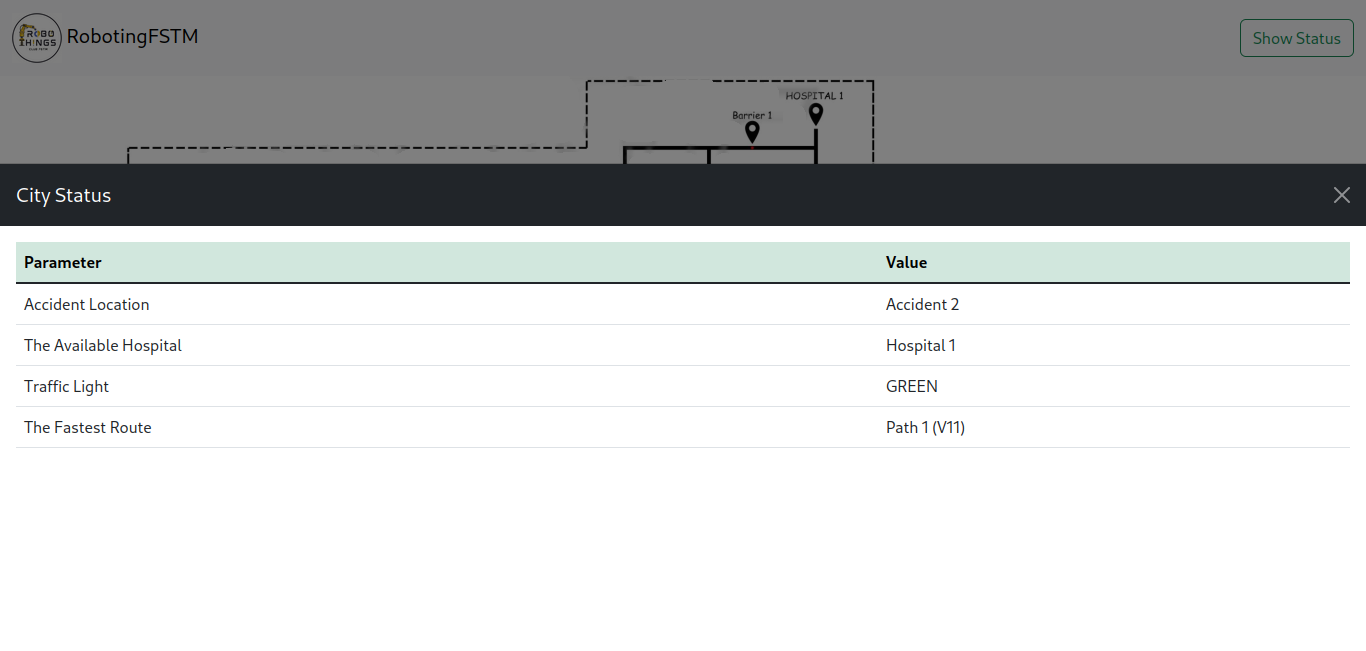 ROBO
THINGS
RobotingFSTM
Show Status
HOSPITAL 1
Barrier 1
City Status
Parameter Value
Accident Location Accident 2
The Available Hospital Hospital 1
Traffic Light GREEN
The Fastest Route Path 1 (V11)